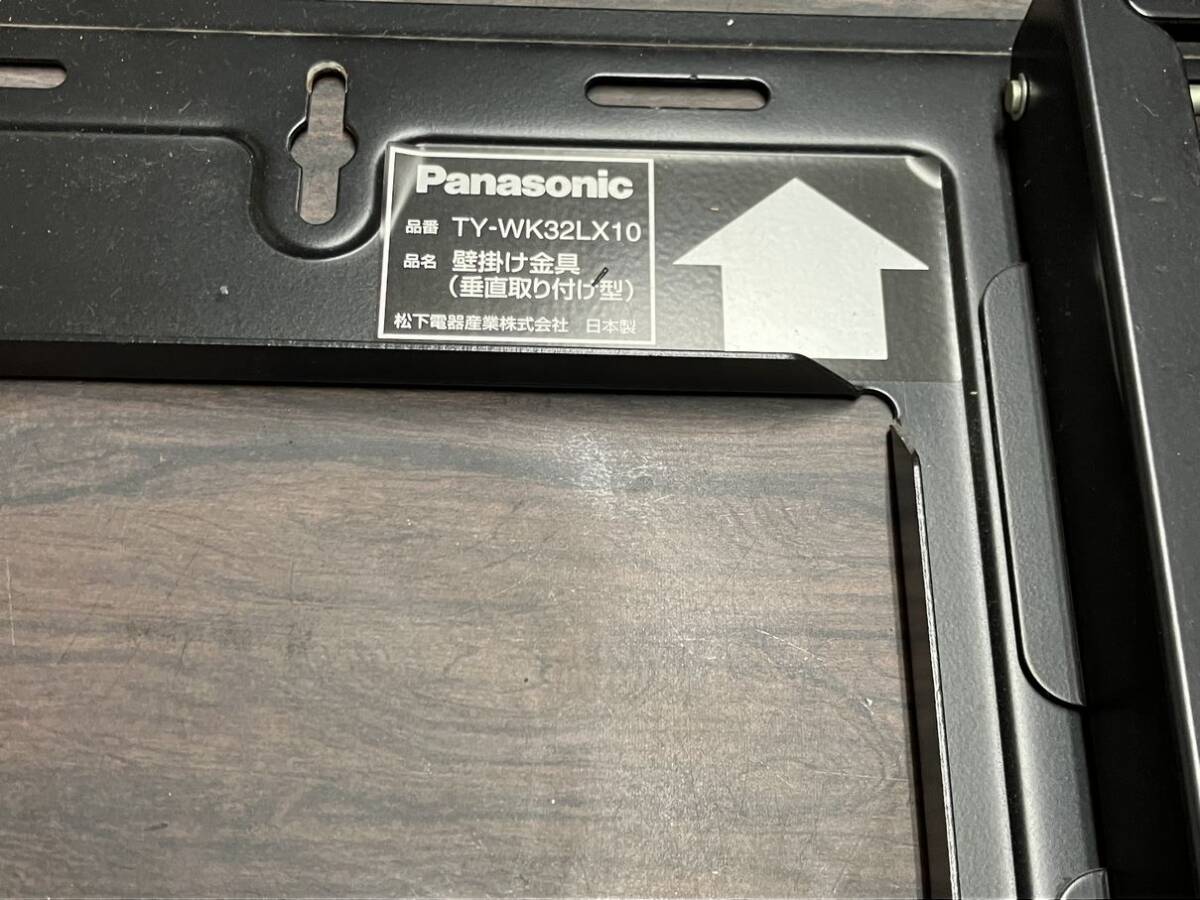 Panasonic
品番 TY-WK32LX10
品名 壁掛け金具
(垂直取り付け型)
松下電器産業株式会社 日本製